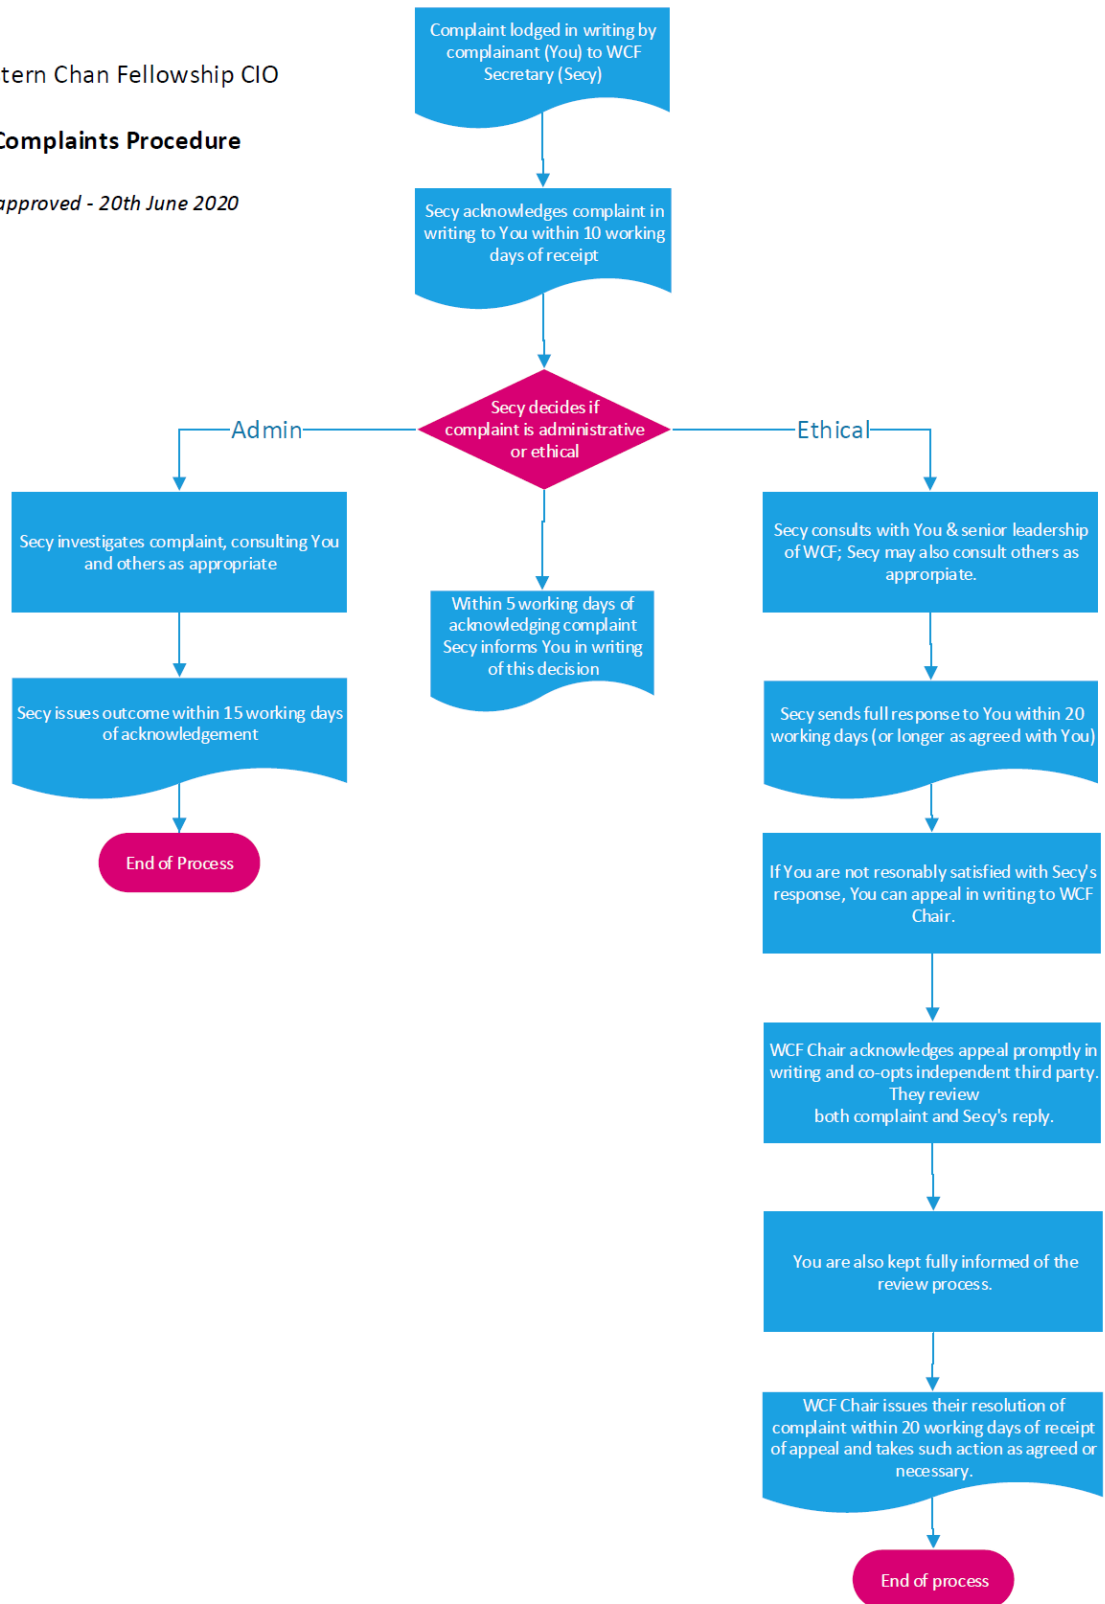 tern Chan Fellowship CIO
Complaints Procedure
approved - 20th June 2020
Complaint lodged in writing by
complainant (You) to WCF
Secretary (Secy)
Secy acknowledges complaint in
writing to You within 10 working
days of receipt
Secy decides if
complaint is administrative
or ethical
Admin
Ethical
Secy investigates complaint, consulting You
and others as appropriate
Secy issues outcome within 15 working days
of acknowledgement
End of Process
Within 5 working days of
acknowledging complaint
Secy informs You in writing
of this decision
Secy consults with You & senior leadership
of WCF; Secy may also consult others as
approrpiate.
Secy sends full response to You within 20
working days (or longer as agreed with You)
If You are not resonably satisfied with Secy's
response, You can appeal in writing to WCF
Chair.
WCF Chair acknowledges appeal promptly in
writing and co-opts independent third party.
They review
both complaint and Secy's reply.
You are also kept fully informed of the
review process.
WCF Chair issues their resolution of
complaint within 20 working days of receipt
of appeal and takes such action as agreed or
necessary.
End of process